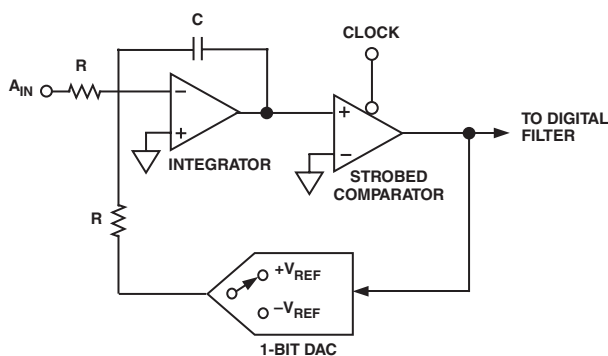 C
CLOCK
R
A_IN
−
+
INTEGRATOR
+
−
STROBED
COMPARATOR
TO DIGITAL
FILTER
R
+V_REF
−V_REF
1-BIT DAC